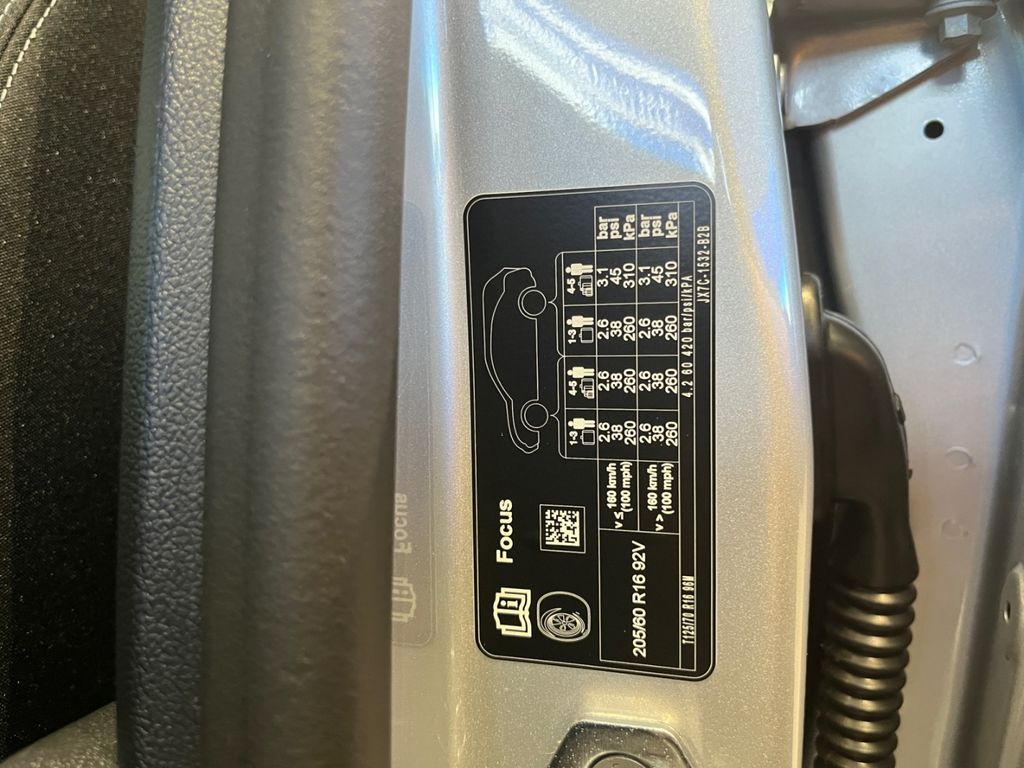 Focus
1-3 4-5 1-3 4-5
2.6 2.6 2.6 3.1 bar
v ≤ 160 km/h (100 mph) 38 38 38 45 psi
260 260 260 310 kPa
205/60 R16 92V
2.6 2.6 2.6 3.1 bar
v > 160 km/h (100 mph) 38 38 38 45 psi
260 260 260 310 kPa
T125/70 R16 96M 4.2 60 420 bar/psi/kPA
JX7C-1532-B2B